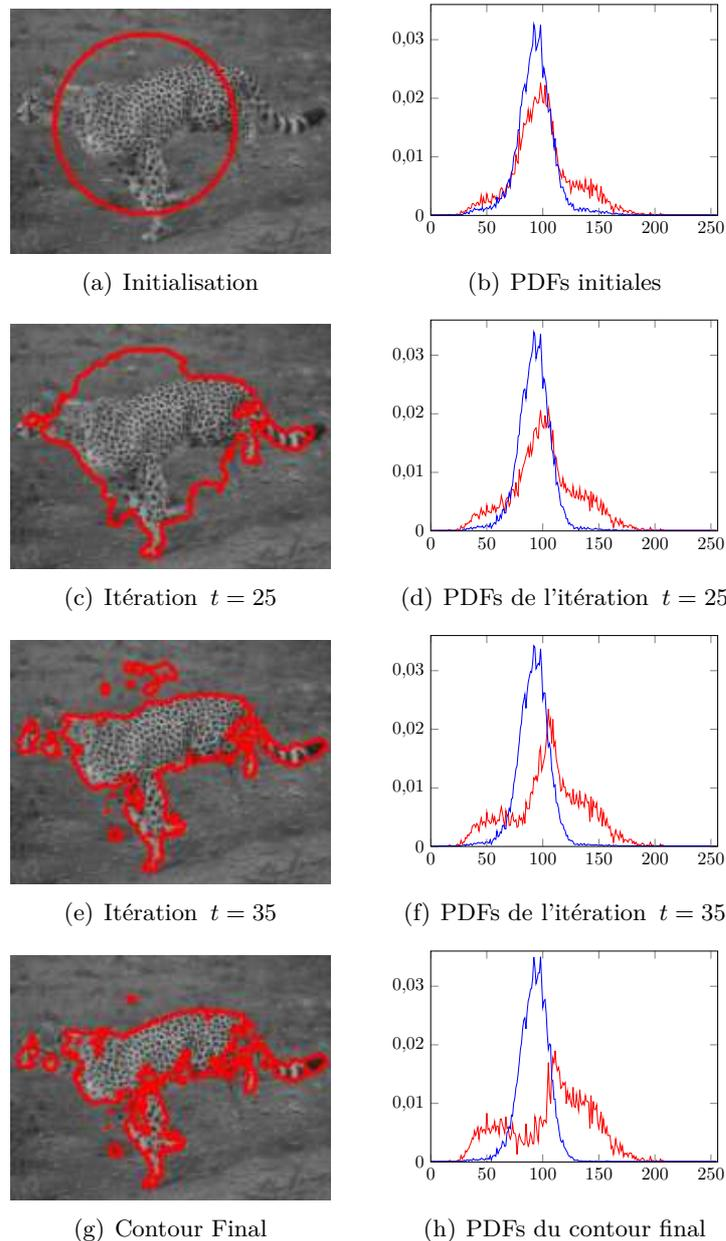 0,03
0,02
0,01
0
0 50 100 150 200 250
(a) Initialisation
(b) PDFs initiales
0,03
0,02
0,01
0
0 50 100 150 200 250
(c) Itération t = 25
(d) PDFs de l'itération t = 25
0,03
0,02
0,01
0
0 50 100 150 200 250
(e) Itération t = 35
(f) PDFs de l'itération t = 35
0,03
0,02
0,01
0
0 50 100 150 200 250
(g) Contour Final
(h) PDFs du contour final